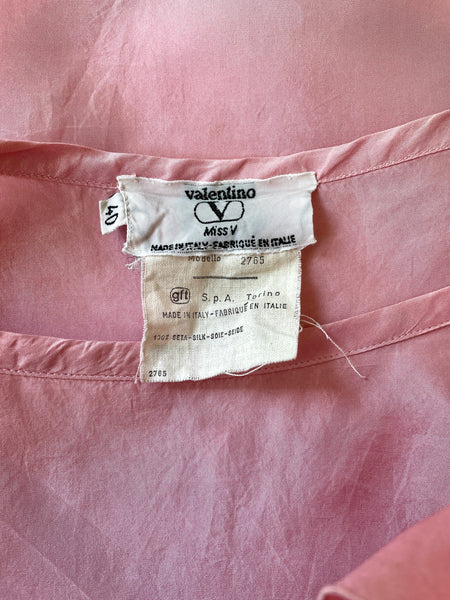 valentino
V
Miss V
MADE IN ITALY-FABRIQUÉ EN ITALIE
40
Modello 2765
gft S.p.A. Torino
MADE IN ITALY-FABRIQUÉ EN ITALIE
100% SETA-SILK-SOIE-SEIDE
2765